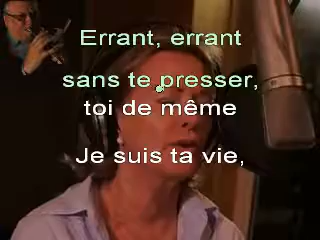 Errant, errant
sans te presser,
toi de même
Je suis ta vie,